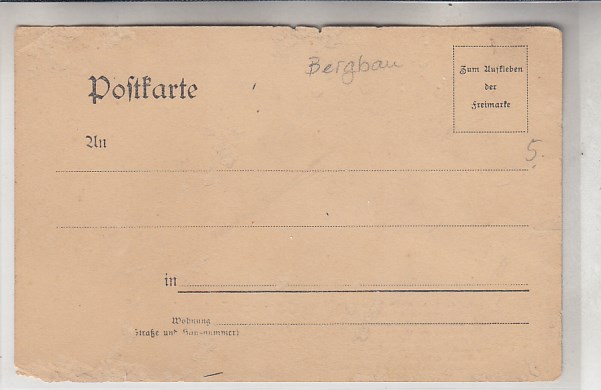 Bergbau
Zum Aufkleben
der
Freimarke
Postkarte
An
5.
in
Wohnung
(Straße und Hausnummer)